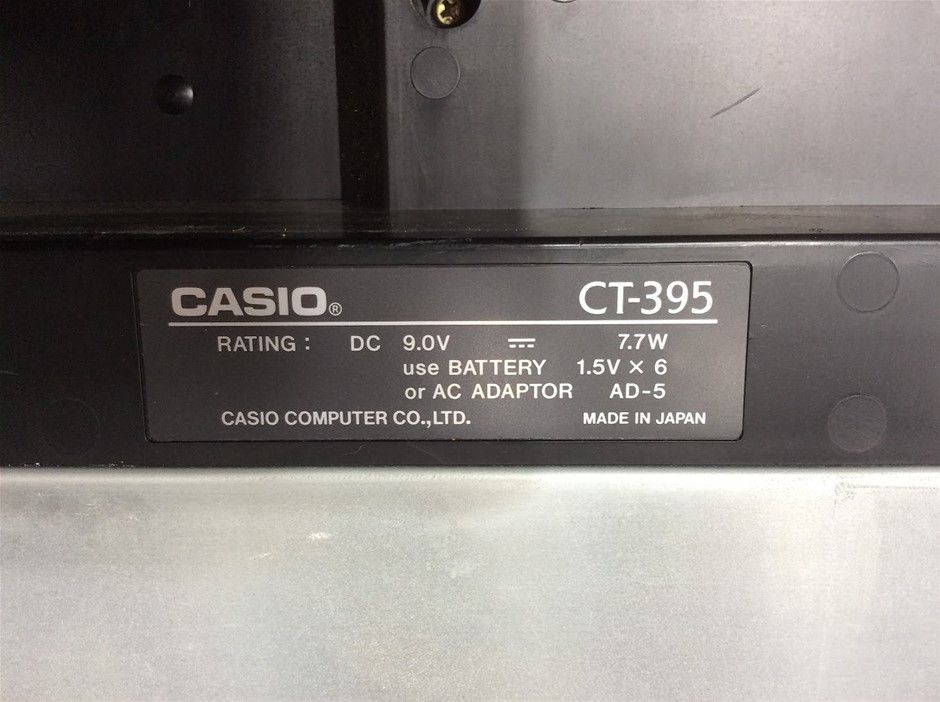 CASIO® CT-395
RATING : DC 9.0V ⎓ 7.7W
use BATTERY 1.5V × 6
or AC ADAPTOR AD-5
CASIO COMPUTER CO.,LTD. MADE IN JAPAN